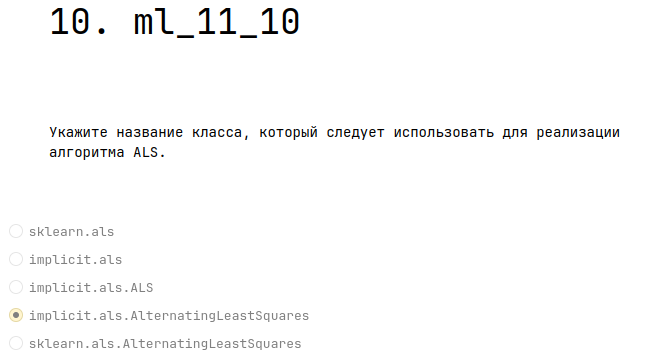 10. ml_11_10
Укажите название класса, который следует использовать для реализации
алгоритма ALS.
sklearn.als
implicit.als
implicit.als.ALS
implicit.als.AlternatingLeastSquares
sklearn.als.AlternatingLeastSquares